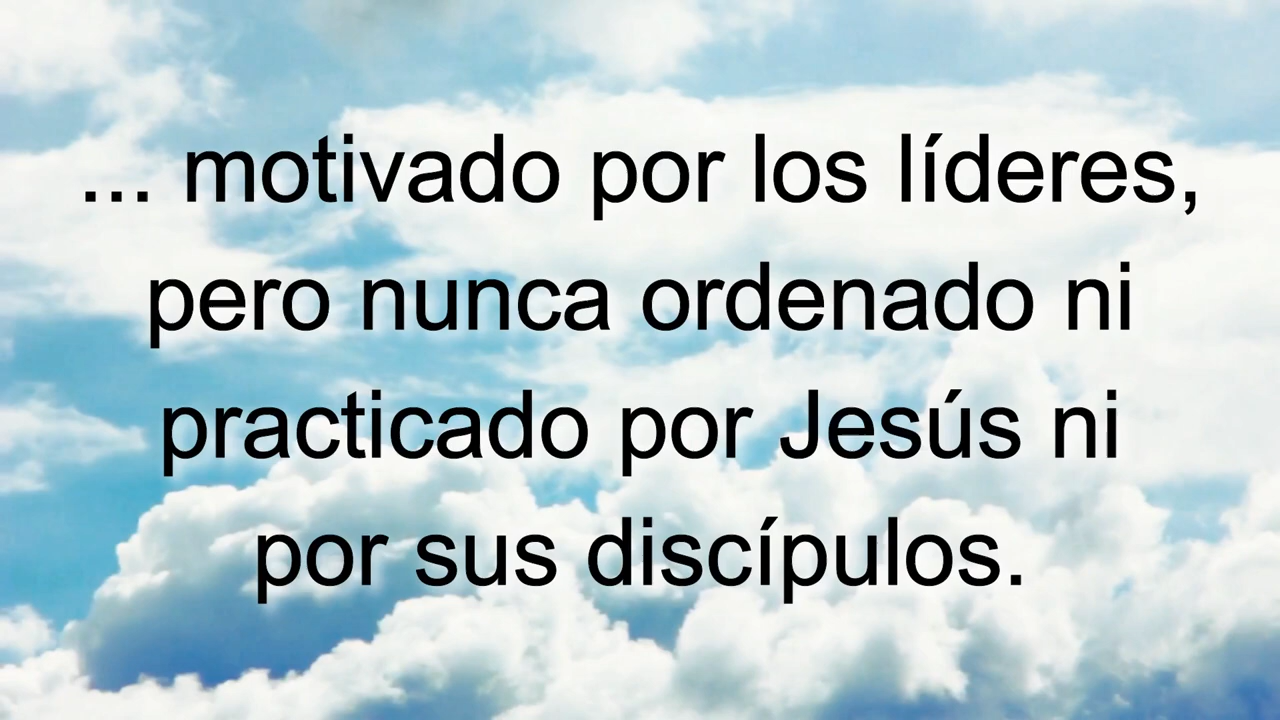 ... motivado por los líderes,
pero nunca ordenado ni
practicado por Jesús ni
por sus discípulos.